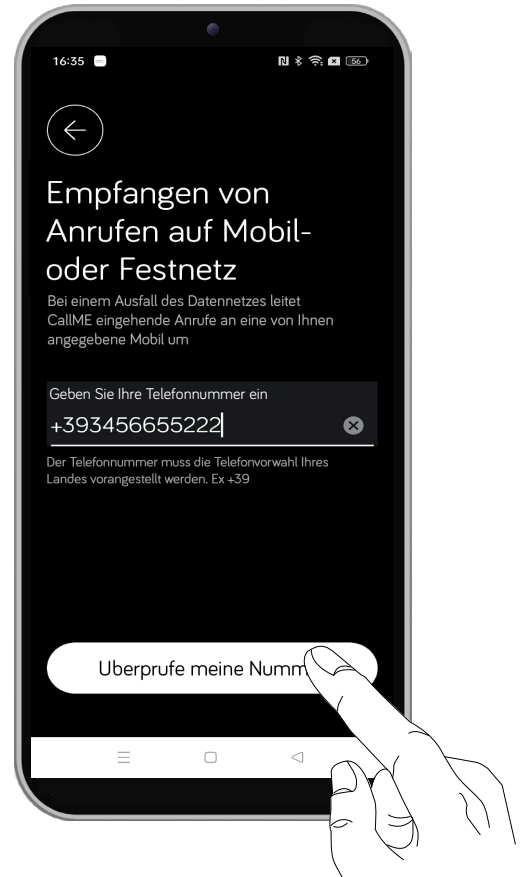 16:35
56
Empfangen von
Anrufen auf Mobil-
oder Festnetz
Bei einem Ausfall des Datennetzes leitet
CallME eingehende Anrufe an eine von Ihnen
angegebene Mobil um
Geben Sie Ihre Telefonnummer ein
+393456655222
Der Telefonnummer muss die Telefonvorwahl Ihres
Landes vorangestellt werden. Ex +39
Uberprufe meine Numm